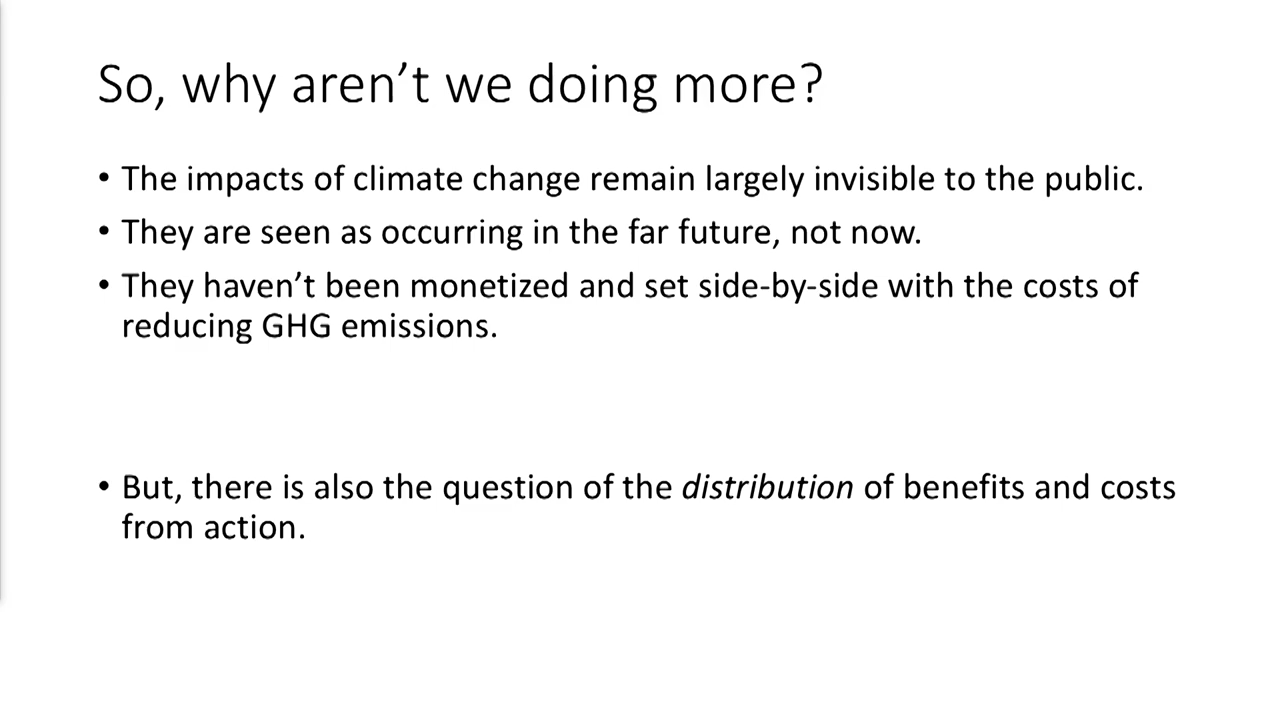 So, why aren’t we doing more?
• The impacts of climate change remain largely invisible to the public.
• They are seen as occurring in the far future, not now.
• They haven’t been monetized and set side-by-side with the costs of
reducing GHG emissions.
• But, there is also the question of the distribution of benefits and costs
from action.